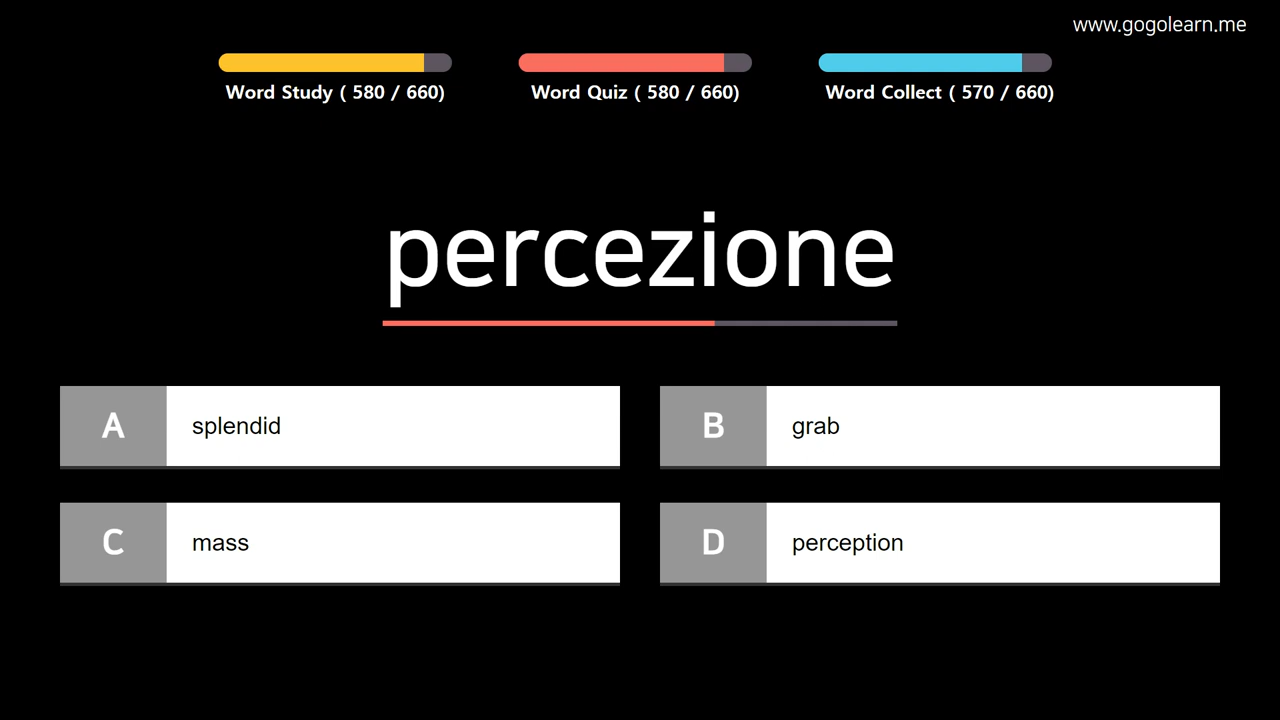 www.gogolearn.me
Word Study ( 580 / 660)
Word Quiz ( 580 / 660)
Word Collect ( 570 / 660)
percezione
A splendid
B grab
C mass
D perception